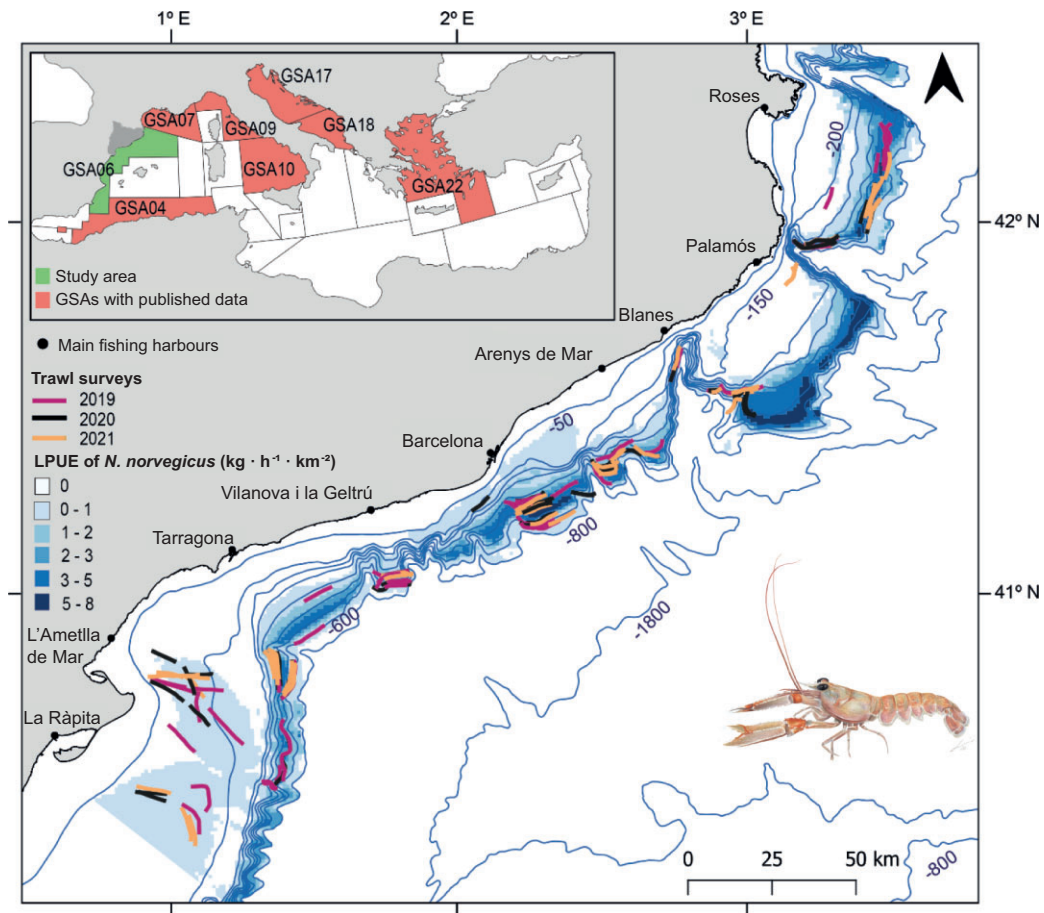 1º E
2º E
3º E
GSA17
GSA07
GSA09
GSA18
GSA06
GSA10
GSA22
GSA04
Study area
GSAs with published data
Main fishing harbours
Trawl surveys
2019
2020
2021
LPUE of N. norvegicus (kg · h⁻¹ · km⁻²)
0
0 - 1
1 - 2
2 - 3
3 - 5
5 - 8
Roses
-200
42º N
Palamós
-150
Blanes
Arenys de Mar
-50
Barcelona
Vilanova i la Geltrú
-800
Tarragona
41º N
-600
-1800
L'Ametlla
de Mar
La Ràpita
0 25 50 km
-800
1º E
2º E
3º E